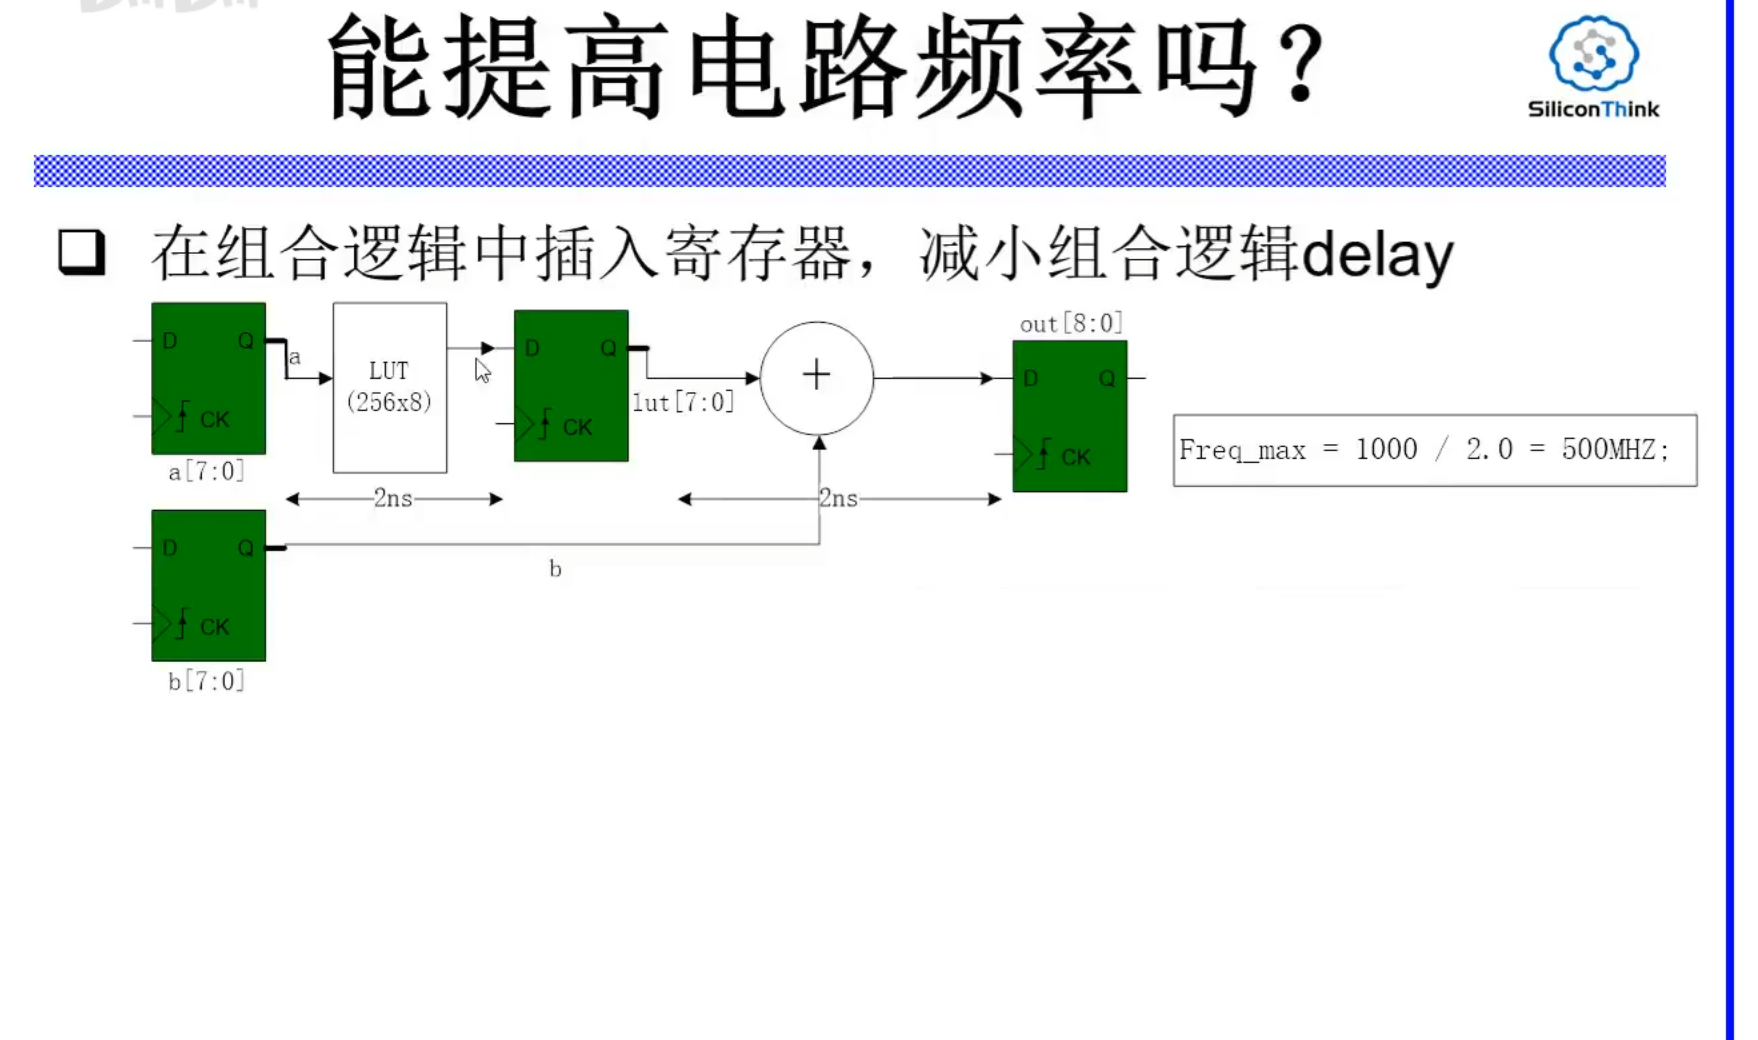 能提高电路频率吗？
SiliconThink
在组合逻辑中插入寄存器，减小组合逻辑delay
D Q
CK
a[7:0]
a
LUT
(256x8)
D Q
CK
lut[7:0]
+
out[8:0]
D Q
CK
Freq_max = 1000 / 2.0 = 500MHZ;
2ns
2ns
D Q
CK
b[7:0]
b